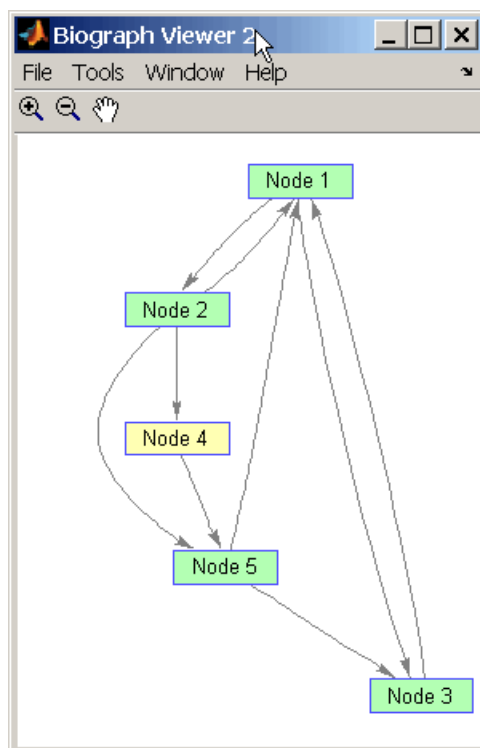 Biograph Viewer 2
File Tools Window Help
Node 1
Node 2
Node 4
Node 5
Node 3